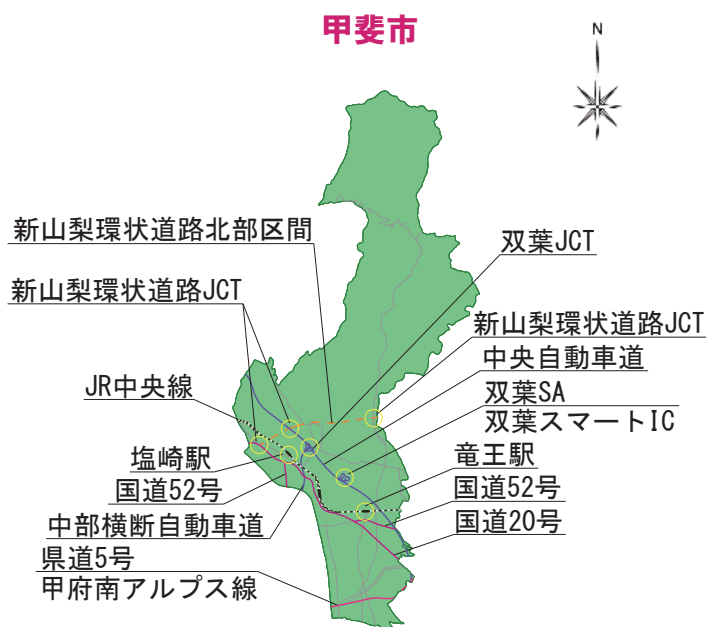 甲斐市
N
新山梨環状道路北部区間
双葉JCT
新山梨環状道路JCT
新山梨環状道路JCT
中央自動車道
JR中央線
双葉SA
双葉スマートIC
塩崎駅
竜王駅
国道52号
国道52号
中部横断自動車道
国道20号
県道5号
甲府南アルプス線